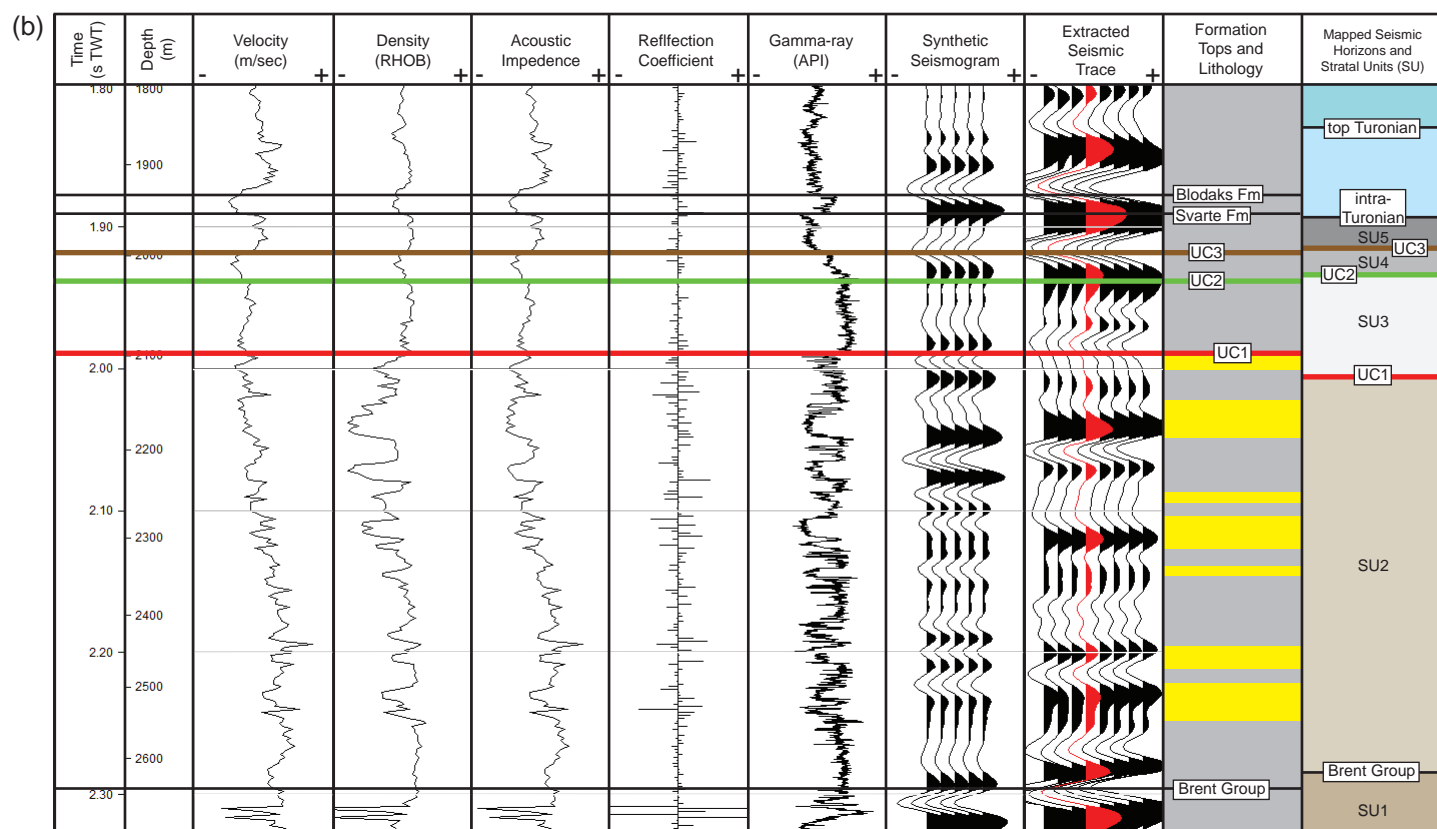 (b)
Time
(s TWT)
Depth
(m)
Velocity
(m/sec)
- +
Density
(RHOB)
- +
Acoustic
Impedence
- +
Reflfection
Coefficient
- +
Gamma-ray
(API)
- +
Synthetic
Seismogram
- +
Extracted
Seismic
Trace
- +
Formation
Tops and
Lithology
Mapped Seismic
Horizons and
Stratal Units (SU)
1.80
1.90
2.00
2.10
2.20
2.30
1800
1900
2000
2100
2200
2300
2400
2500
2600
Blodaks Fm
Svarte Fm
UC3
UC2
UC1
Brent Group
top Turonian
intra-
Turonian
SU5
UC3
SU4
UC2
SU3
UC1
SU2
Brent Group
SU1